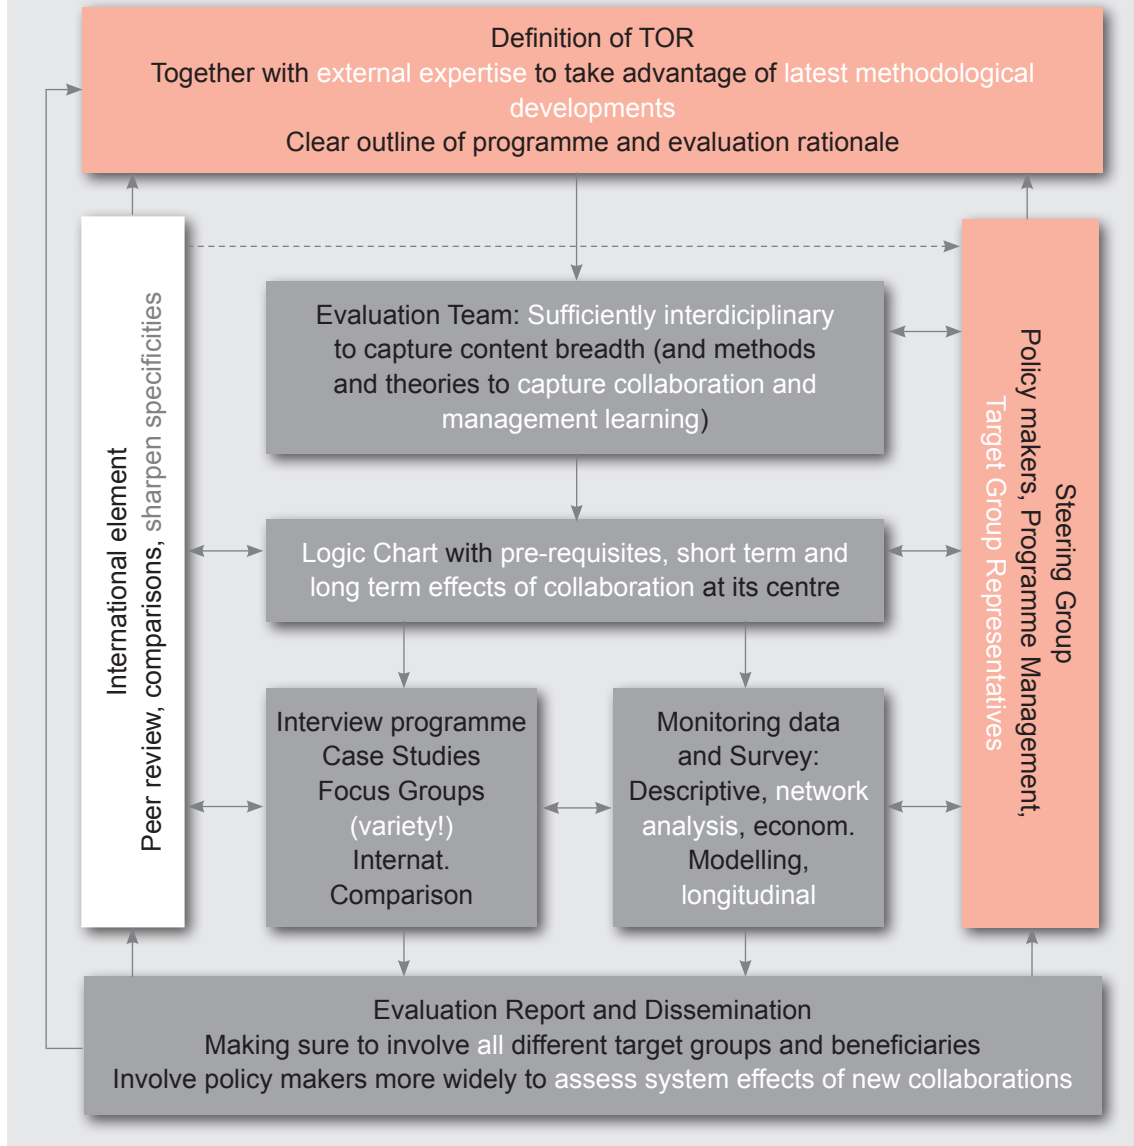 Definition of TOR
Together with external expertise to take advantage of latest methodological
developments
Clear outline of programme and evaluation rationale
International element
Peer review, comparisons, sharpen specificities
Evaluation Team: Sufficiently interdiciplinary
to capture content breadth (and methods
and theories to capture collaboration and
management learning)
Logic Chart with pre-requisites, short term and
long term effects of collaboration at its centre
Interview programme
Case Studies
Focus Groups
(variety!)
Internat.
Comparison
Monitoring data
and Survey:
Descriptive, network
analysis, econom.
Modelling,
longitudinal
Steering Group
Policy makers, Programme Management,
Target Group Representatives
Evaluation Report and Dissemination
Making sure to involve all different target groups and beneficiaries
Involve policy makers more widely to assess system effects of new collaborations